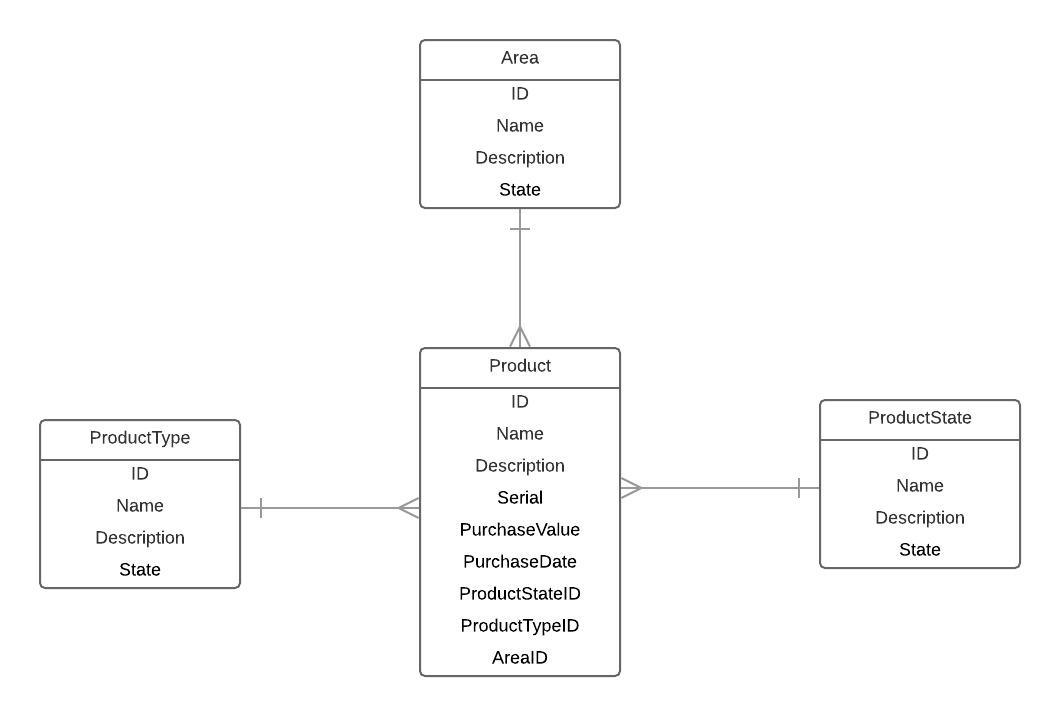 Area
ID
Name
Description
State
Product
ID
Name
Description
Serial
PurchaseValue
PurchaseDate
ProductStateID
ProductTypeID
AreaID
ProductType
ID
Name
Description
State
ProductState
ID
Name
Description
State